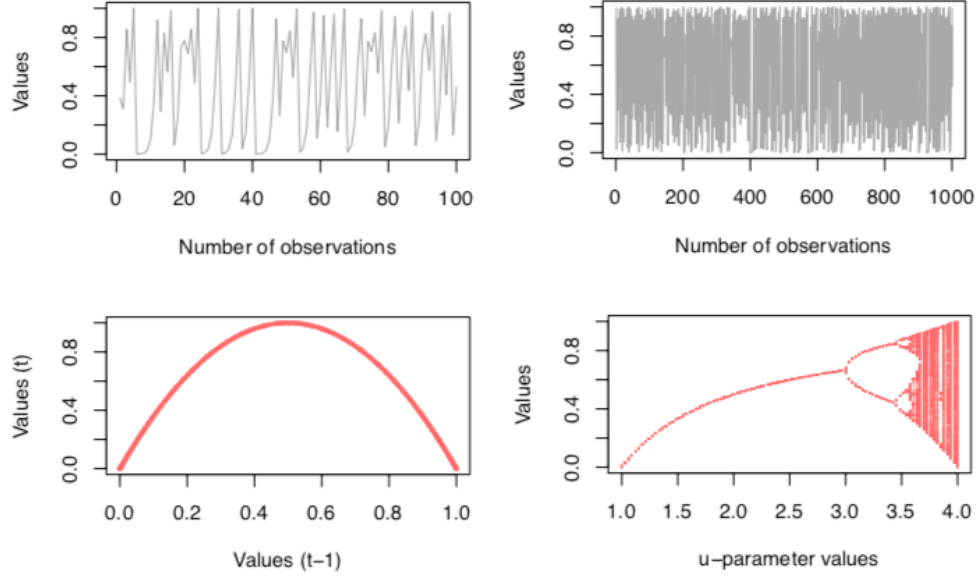 Values
0.0 0.4 0.8
0 20 40 60 80 100
Number of observations
Values
0.0 0.4 0.8
0 200 400 600 800 1000
Number of observations
Values (t)
0.0 0.4 0.8
0.0 0.2 0.4 0.6 0.8 1.0
Values (t−1)
Values
0.0 0.4 0.8
1.0 1.5 2.0 2.5 3.0 3.5 4.0
u−parameter values